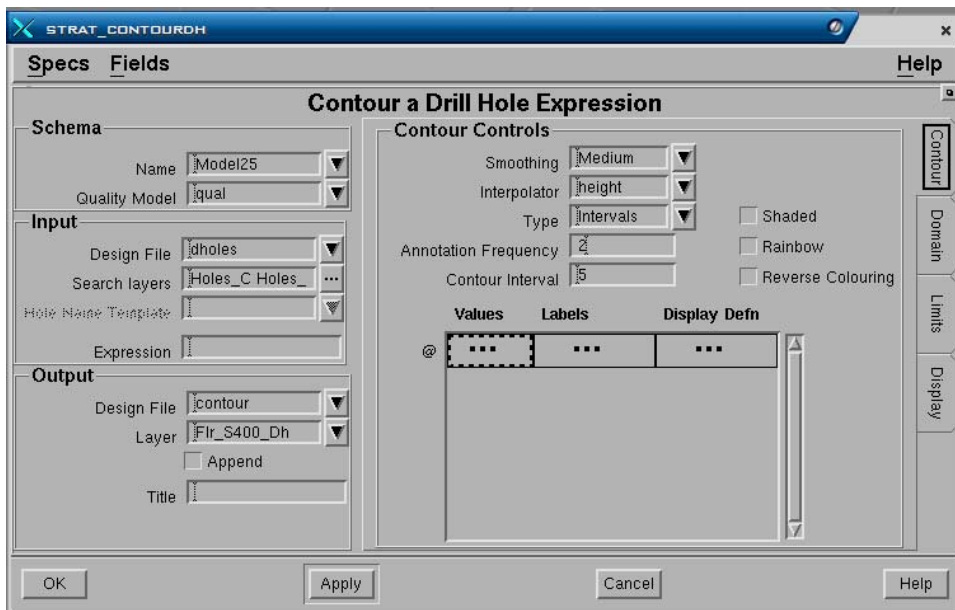 STRAT_CONTOURDH
Specs Fields Help
Contour a Drill Hole Expression
Schema
Name Model25
Quality Model qual
Input
Design File dholes
Search layers Holes_C Holes_ ...
Hole Name Template
Expression
Output
Design File contour
Layer Flr_S400_Dh
Append
Title
Contour Controls
Smoothing Medium
Interpolator height
Type Intervals
Annotation Frequency 2
Contour Interval 5
Shaded
Rainbow
Reverse Colouring
Values Labels Display Defn
@ ... ... ...
Contour
Domain
Limits
Display
OK Apply Cancel Help